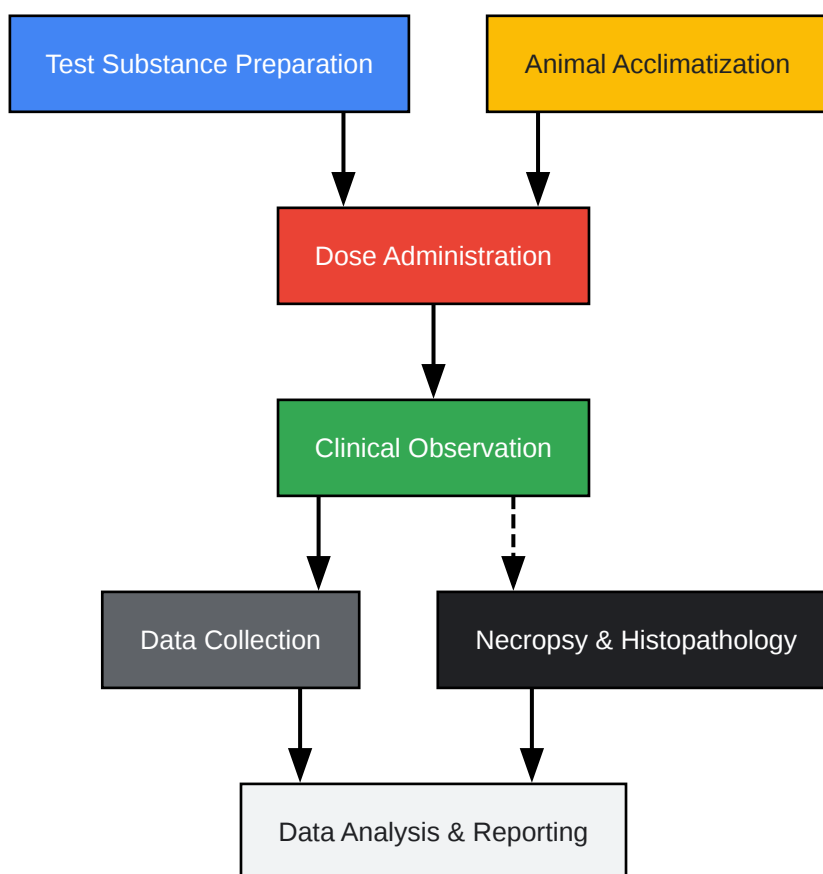 Test Substance Preparation
Animal Acclimatization
Dose Administration
Clinical Observation
Data Collection
Necropsy & Histopathology
Data Analysis & Reporting